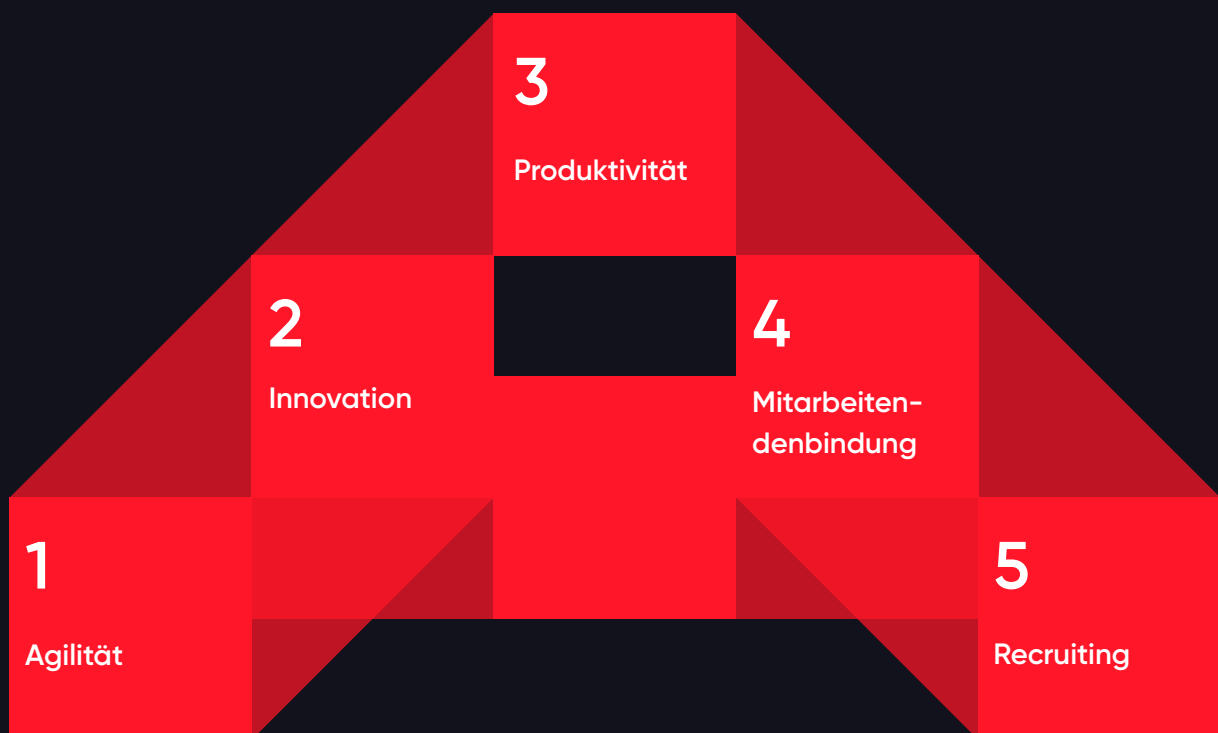 3
Produktivität
2
Innovation
4
Mitarbeiten-
denbindung
1
Agilität
5
Recruiting